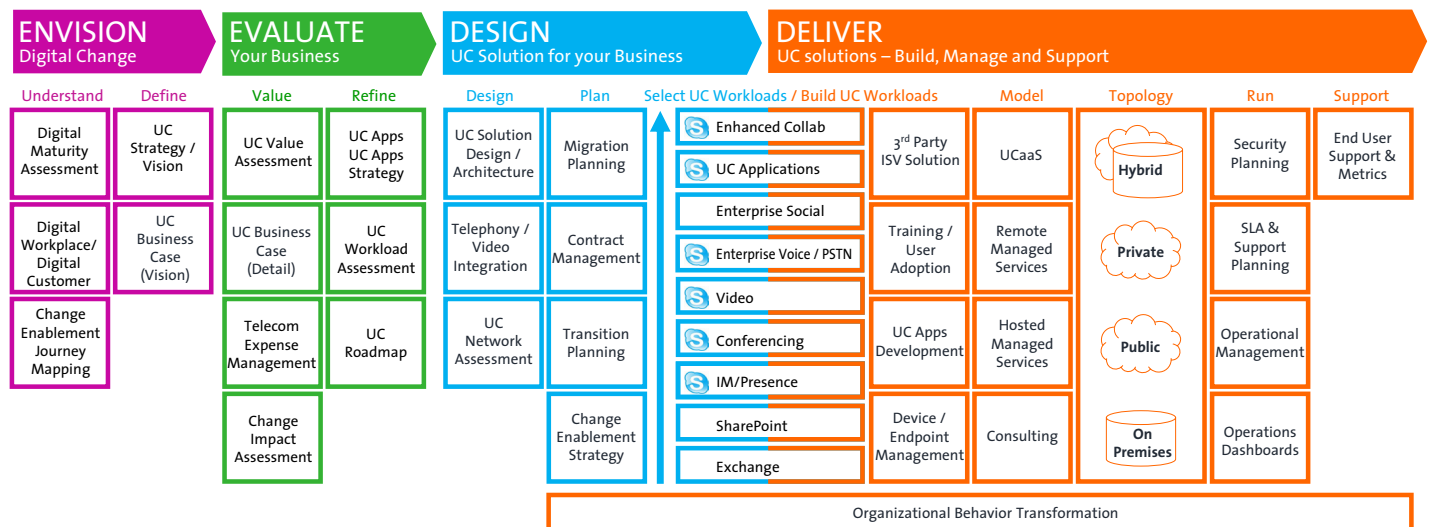 ENVISION
Digital Change
EVALUATE
Your Business
DESIGN
UC Solution for your Business
DELIVER
UC solutions – Build, Manage and Support
Understand
Define
Value
Refine
Design
Plan
Select UC Workloads / Build UC Workloads
Model
Topology
Run
Support
Digital
Maturity
Assessment
Digital
Workplace/
Digital
Customer
Change
Enablement
Journey
Mapping
UC
Strategy /
Vision
UC
Business
Case
(Vision)
UC Value
Assessment
UC Business
Case
(Detail)
Telecom
Expense
Management
Change
Impact
Assessment
UC Apps
UC Apps
Strategy
UC
Workload
Assessment
UC
Roadmap
UC Solution
Design /
Architecture
Telephony /
Video
Integration
UC
Network
Assessment
Migration
Planning
Contract
Management
Transition
Planning
Change
Enablement
Strategy
S Enhanced Collab
S UC Applications
Enterprise Social
S Enterprise Voice / PSTN
S Video
S Conferencing
S IM/Presence
SharePoint
Exchange
3rd Party
ISV Solution
Training /
User
Adoption
UC Apps
Development
Device /
Endpoint
Management
UCaaS
Remote
Managed
Services
Hosted
Managed
Services
Consulting
Hybrid
Private
Public
On
Premises
Security
Planning
SLA &
Support
Planning
Operational
Management
Operations
Dashboards
End User
Support &
Metrics
Organizational Behavior Transformation